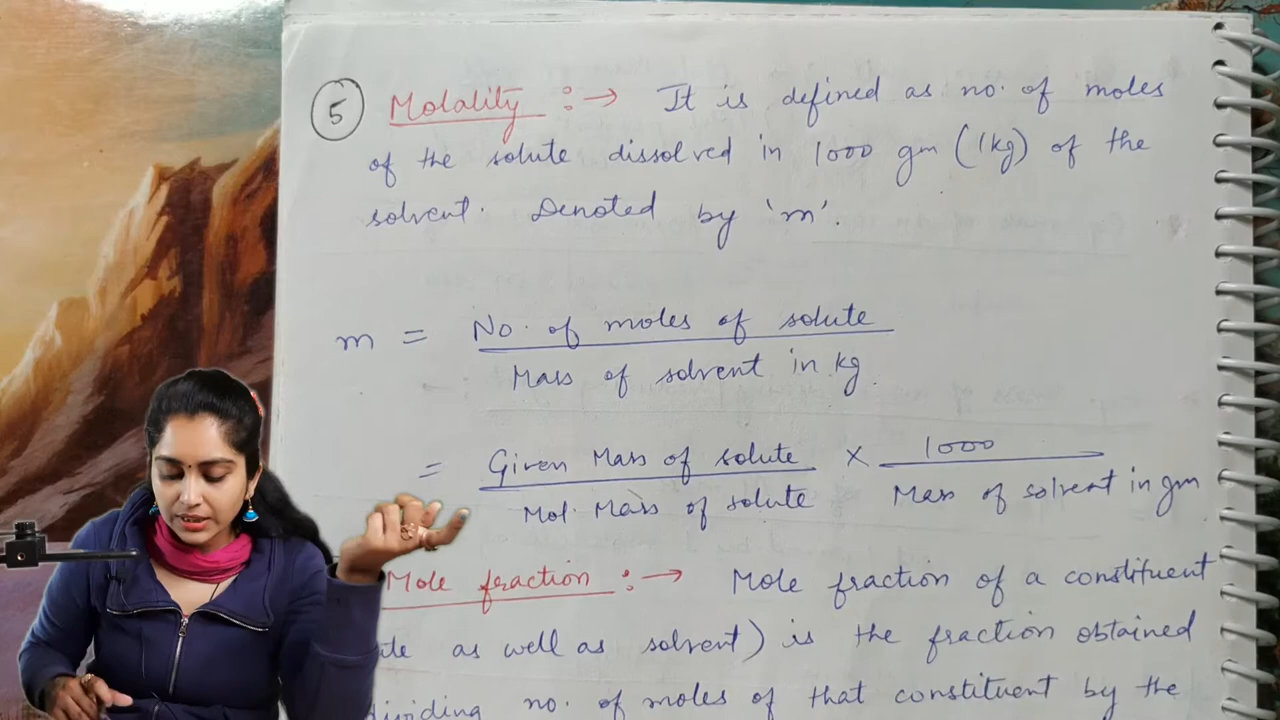 5 Molality :→ It is defined as no. of moles
of the solute dissolved in 1000 gm (1kg) of the
solvent. Denoted by 'm'.
m = No. of moles of solute
Mass of solvent in kg.
= Given Mass of solute × 1000
Mol. Mass of solute Mass of solvent in gm
Mole fraction :→ Mole fraction of a constituent
as well as solvent) is the fraction obtained
dividing no. of moles of that constituent by the